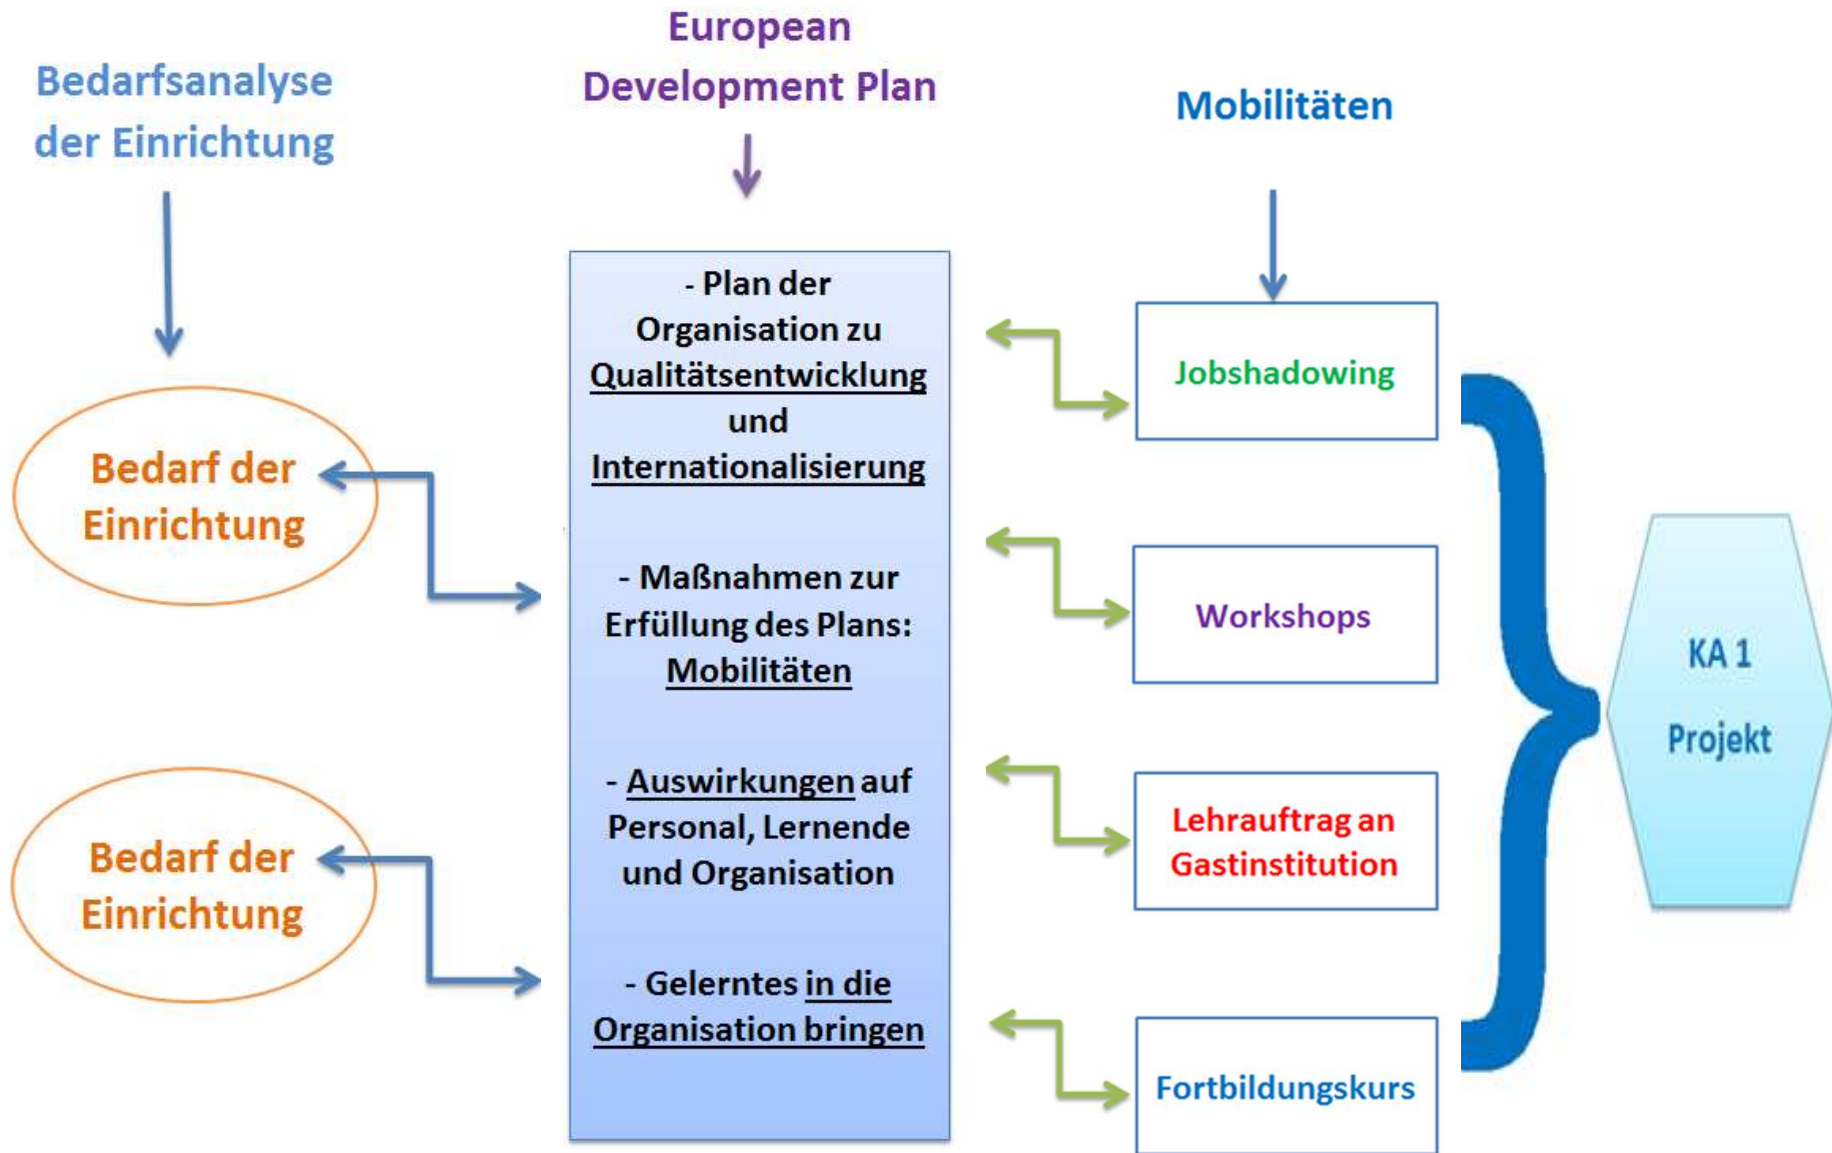 Bedarfsanalyse
der Einrichtung
Bedarf der
Einrichtung
Bedarf der
Einrichtung
European
Development Plan
- Plan der
Organisation zu
Qualitätsentwicklung
und
Internationalisierung
- Maßnahmen zur
Erfüllung des Plans:
Mobilitäten
- Auswirkungen auf
Personal, Lernende
und Organisation
- Gelerntes in die
Organisation bringen
Mobilitäten
Jobshadowing
Workshops
Lehrauftrag an
Gastinstitution
Fortbildungskurs
KA 1
Projekt